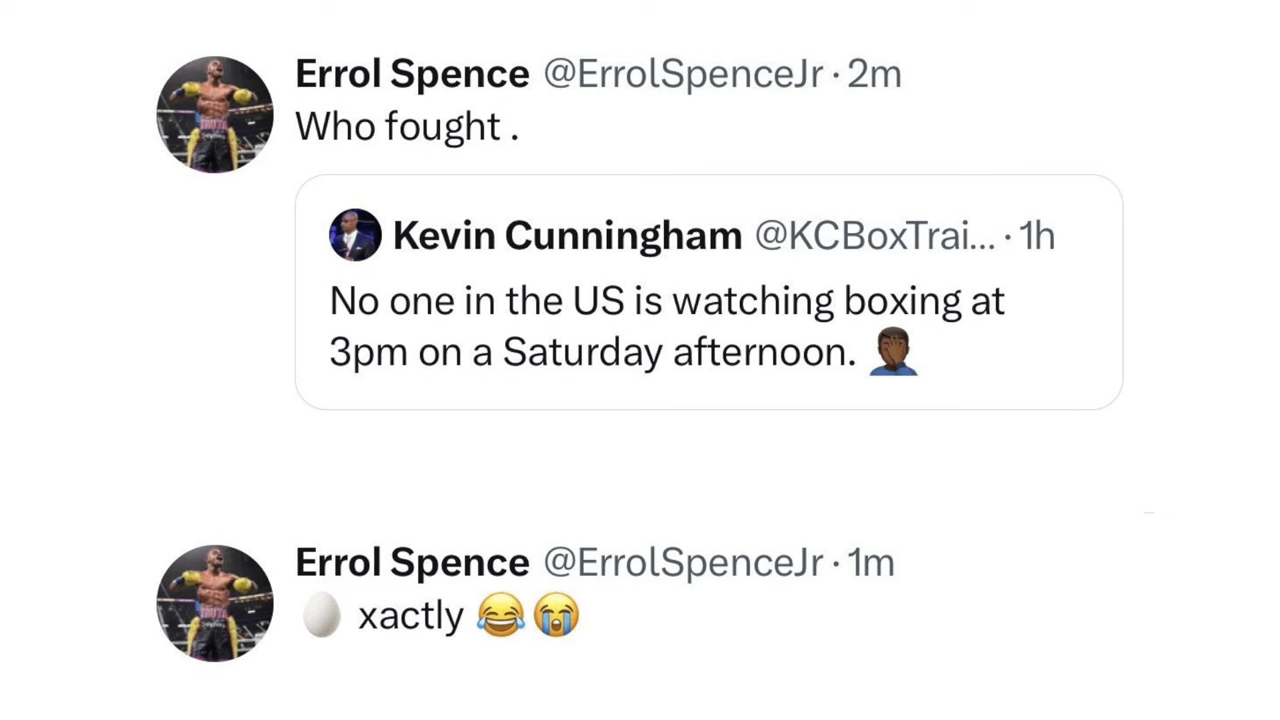 Errol Spence @ErrolSpenceJr · 2m
Who fought .
Kevin Cunningham @KCBoxTrai... · 1h
No one in the US is watching boxing at
3pm on a Saturday afternoon. 🤦🏾‍♂️
Errol Spence @ErrolSpenceJr · 1m
🥚 xactly 😂😭